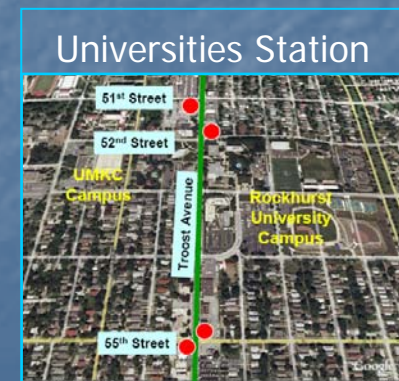 Universities Station
51st Street
52nd Street
UMKC
Campus
Troost Avenue
Rockhurst
University
Campus
55th Street
Google